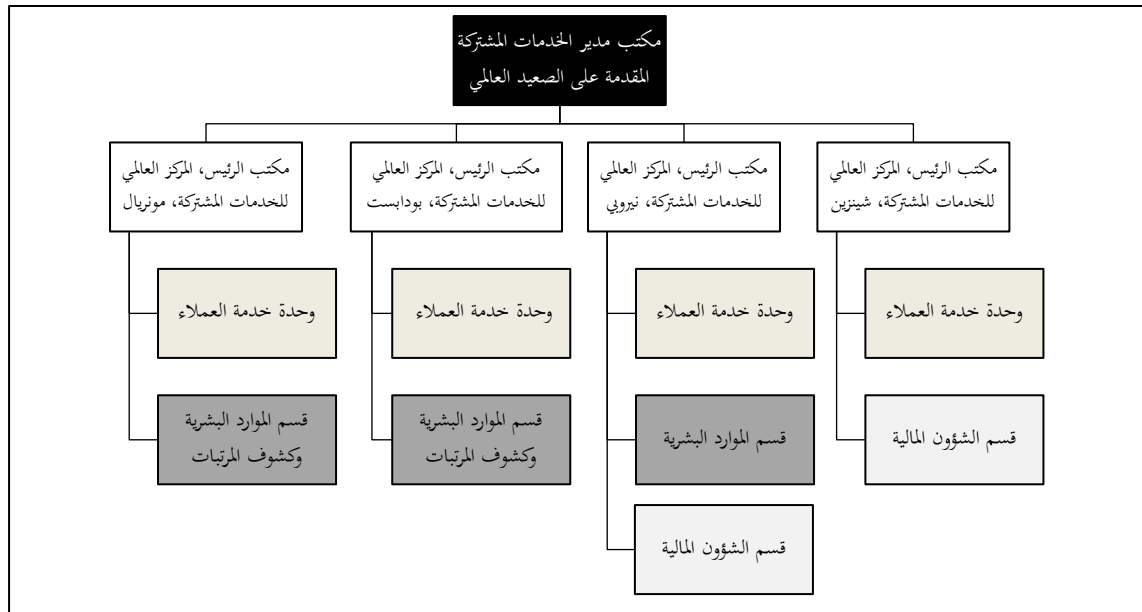 مكتب مدير الخدمات المشتركة
المقدمة على الصعيد العالمي
مكتب الرئيس، المركز العالمي
للخدمات المشتركة، شينزين
مكتب الرئيس، المركز العالمي
للخدمات المشتركة، نيروبي
مكتب الرئيس، المركز العالمي
للخدمات المشتركة، بودابست
مكتب الرئيس، المركز العالمي
للخدمات المشتركة، مونريال
وحدة خدمة العملاء
وحدة خدمة العملاء
وحدة خدمة العملاء
وحدة خدمة العملاء
قسم الشؤون المالية
قسم الموارد البشرية
قسم الموارد البشرية
وكشوف المرتبات
قسم الموارد البشرية
وكشوف المرتبات
قسم الشؤون المالية